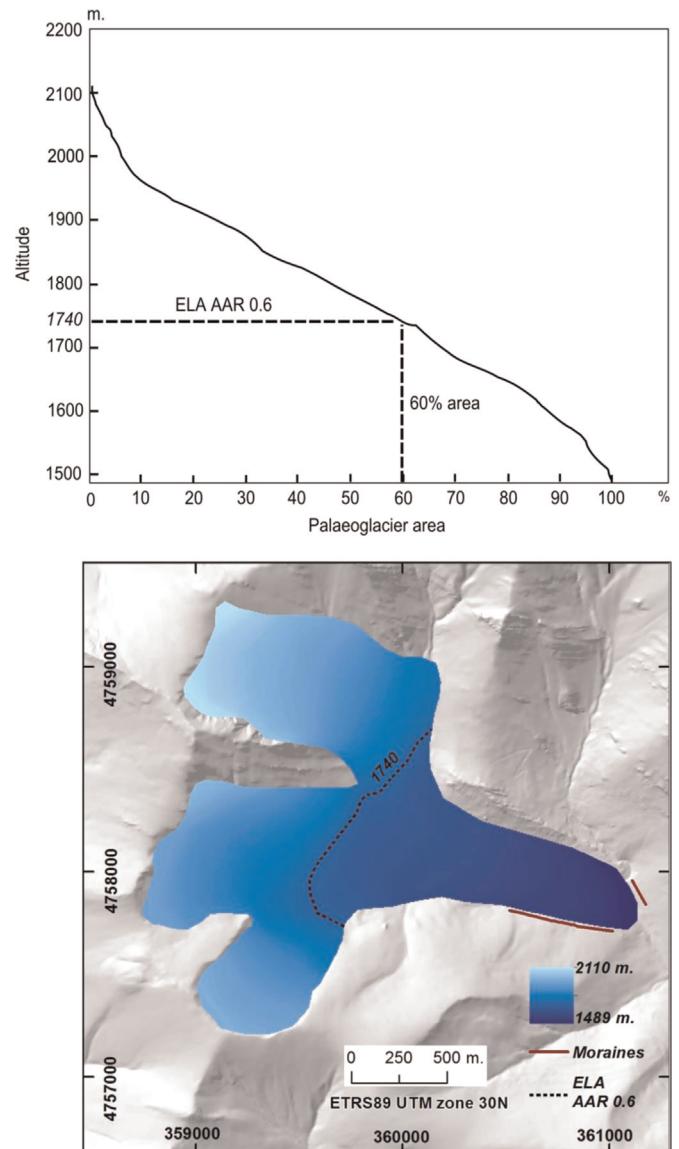 m.
2200
2100
2000
1900
1800
1740
1700
1600
1500
Altitude
ELA AAR 0.6
60% area
0 10 20 30 40 50 60 70 80 90 100 %
Palaeoglacier area
4759000
4758000
4757000
1740
2110 m.
1489 m.
Moraines
ELA
AAR 0.6
0 250 500 m.
ETRS89 UTM zone 30N
359000 360000 361000